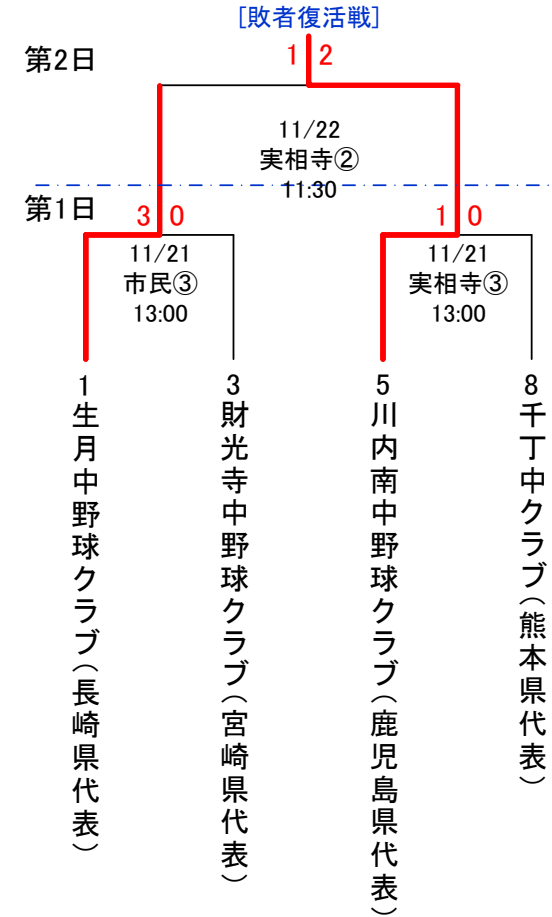 [敗者復活戦]
第2日
1 2
11/22
実相寺②
11:30
第1日
3 0
1 0
11/21
市民③
13:00
11/21
実相寺③
13:00
1 生月中野球クラブ(長崎県代表)
3 財光寺中野球クラブ(宮崎県代表)
5 川内南中野球クラブ(鹿児島県代表)
8 千丁中クラブ(熊本県代表)